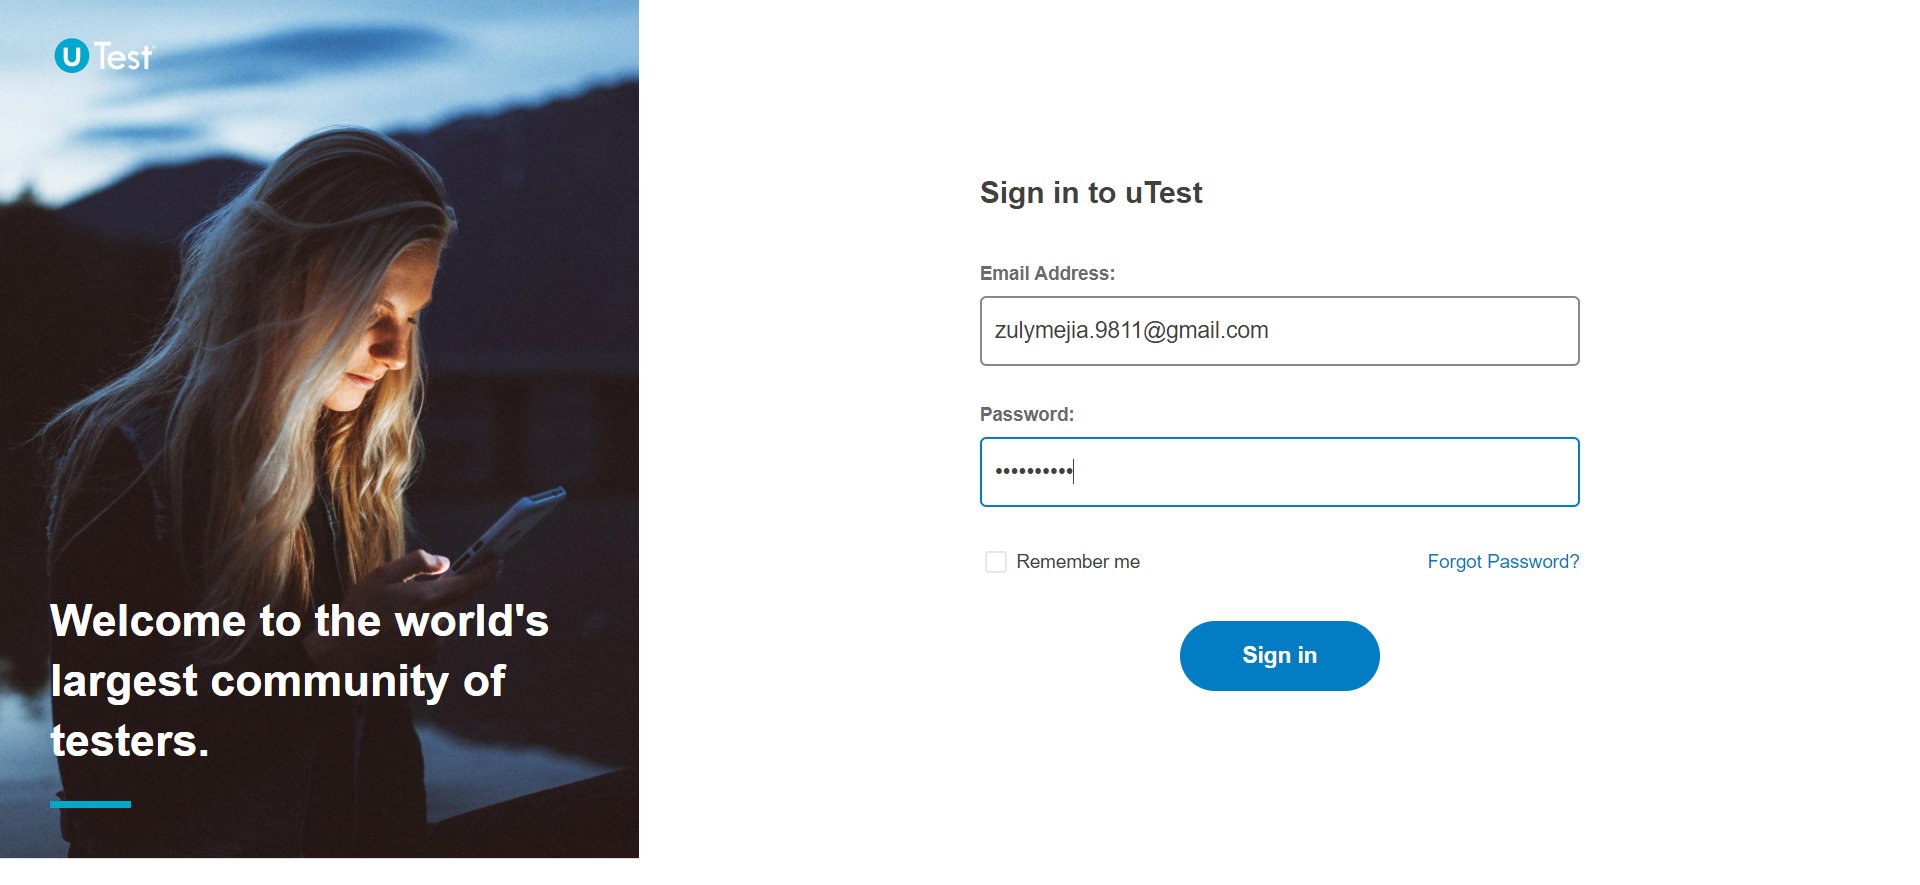 uTest
Welcome to the world's
largest community of
testers.
Sign in to uTest
Email Address:
zulymejia.9811@gmail.com
Password:
••••••••••
Remember me
Forgot Password?
Sign in